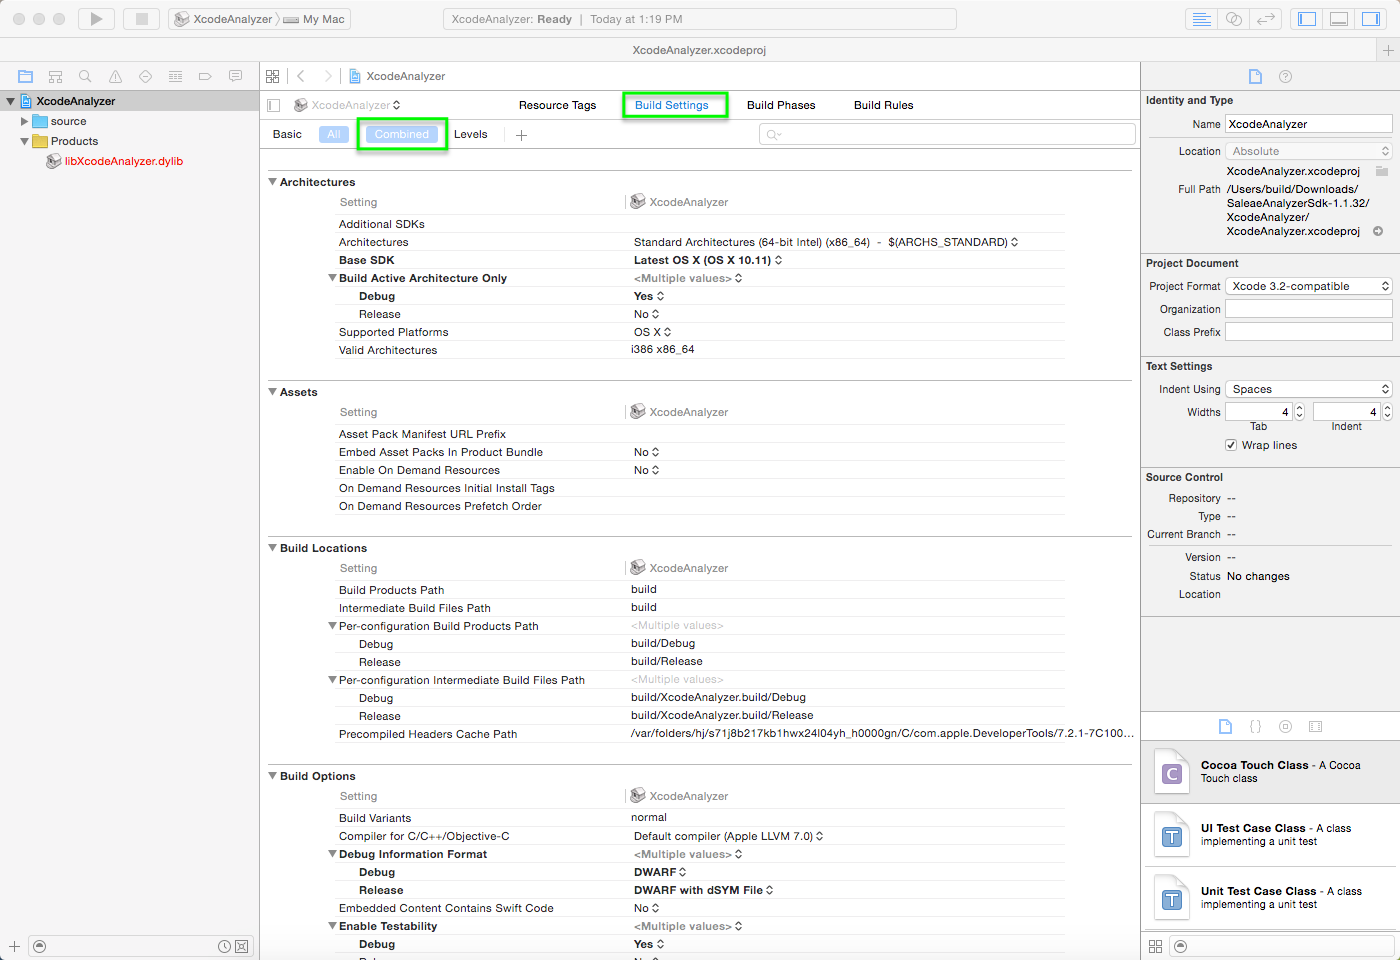 XcodeAnalyzer My Mac
XcodeAnalyzer: Ready | Today at 1:19 PM
XcodeAnalyzer.xcodeproj
XcodeAnalyzer
source
Products
libXcodeAnalyzer.dylib
XcodeAnalyzer
XcodeAnalyzer Resource Tags Build Settings Build Phases Build Rules
Basic All Combined Levels
Architectures
Setting XcodeAnalyzer
Additional SDKs
Architectures Standard Architectures (64-bit Intel) (x86_64) - $(ARCHS_STANDARD)
Base SDK Latest OS X (OS X 10.11)
Build Active Architecture Only <Multiple values>
Debug Yes
Release No
Supported Platforms OS X
Valid Architectures i386 x86_64
Assets
Setting XcodeAnalyzer
Asset Pack Manifest URL Prefix
Embed Asset Packs In Product Bundle No
Enable On Demand Resources No
On Demand Resources Initial Install Tags
On Demand Resources Prefetch Order
Build Locations
Setting XcodeAnalyzer
Build Products Path build
Intermediate Build Files Path build
Per-configuration Build Products Path <Multiple values>
Debug build/Debug
Release build/Release
Per-configuration Intermediate Build Files Path <Multiple values>
Debug build/XcodeAnalyzer.build/Debug
Release build/XcodeAnalyzer.build/Release
Precompiled Headers Cache Path /var/folders/hj/s71j8b217kb1hwx24l04yh_h0000gn/C/com.apple.DeveloperTools/7.2.1-7C100...
Build Options
Setting XcodeAnalyzer
Build Variants normal
Compiler for C/C++/Objective-C Default compiler (Apple LLVM 7.0)
Debug Information Format <Multiple values>
Debug DWARF
Release DWARF with dSYM File
Embedded Content Contains Swift Code No
Enable Testability <Multiple values>
Debug Yes
Identity and Type
Name XcodeAnalyzer
Location Absolute
XcodeAnalyzer.xcodeproj
Full Path /Users/build/Downloads/
SaleaeAnalyzerSdk-1.1.32/
XcodeAnalyzer/
XcodeAnalyzer.xcodeproj
Project Document
Project Format Xcode 3.2-compatible
Organization
Class Prefix
Text Settings
Indent Using Spaces
Widths 4 4
Tab Indent
Wrap lines
Source Control
Repository --
Type --
Current Branch --
Version --
Status No changes
Location
C
Cocoa Touch Class - A Cocoa
Touch class
T
UI Test Case Class - A class
implementing a unit test
T
Unit Test Case Class - A class
implementing a unit test